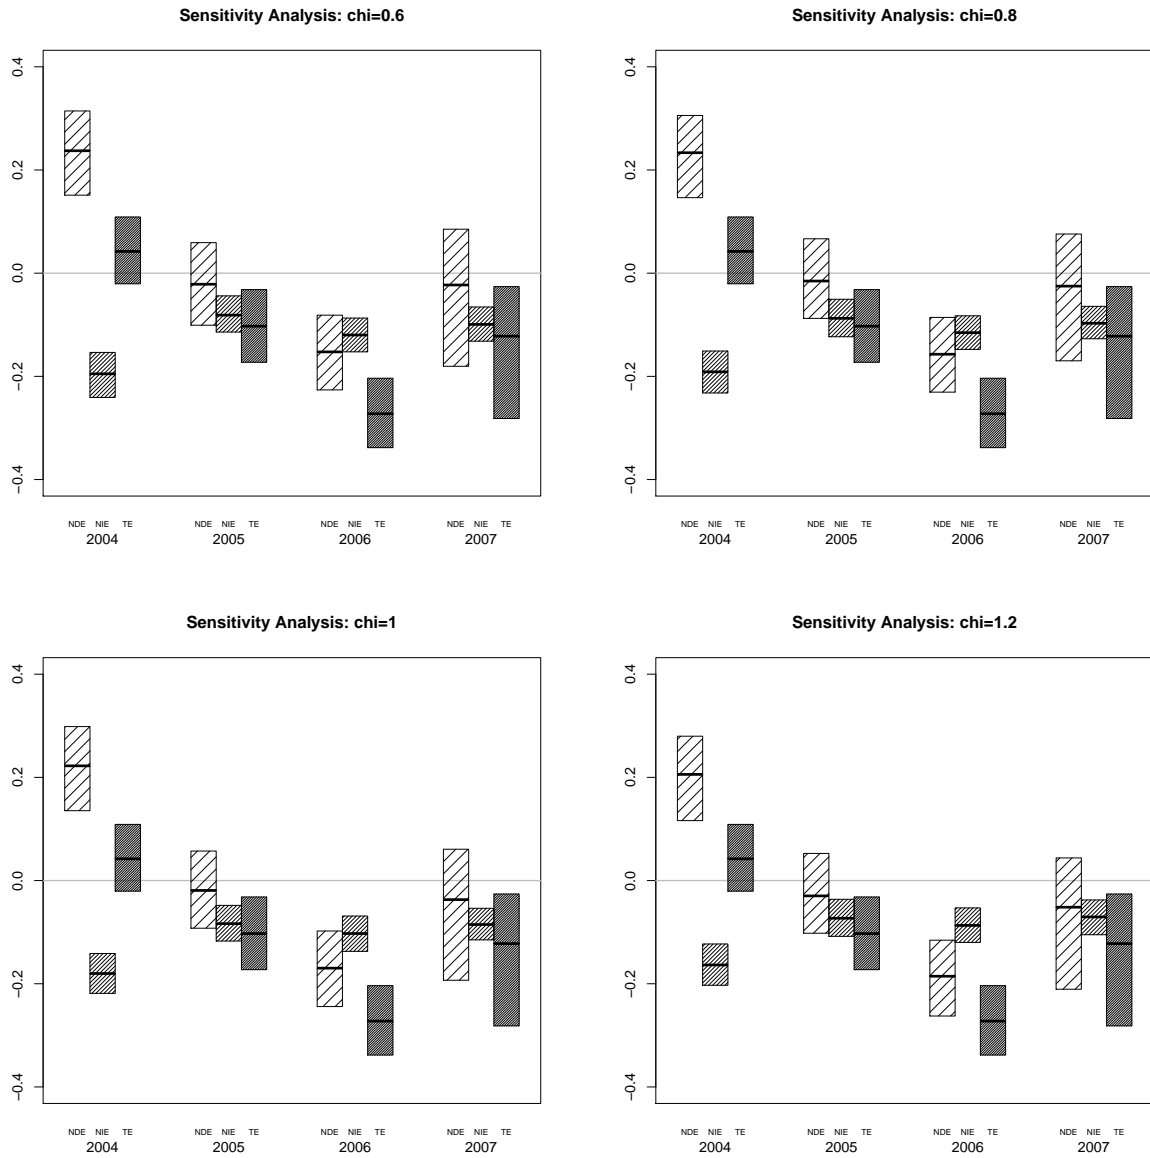 Sensitivity Analysis: chi=0.6
0.4
0.2
0.0
−0.2
−0.4
NDE NIE TE NDE NIE TE NDE NIE TE NDE NIE TE
2004 2005 2006 2007
Sensitivity Analysis: chi=0.8
0.4
0.2
0.0
−0.2
−0.4
NDE NIE TE NDE NIE TE NDE NIE TE NDE NIE TE
2004 2005 2006 2007
Sensitivity Analysis: chi=1
0.4
0.2
0.0
−0.2
−0.4
NDE NIE TE NDE NIE TE NDE NIE TE NDE NIE TE
2004 2005 2006 2007
Sensitivity Analysis: chi=1.2
0.4
0.2
0.0
−0.2
−0.4
NDE NIE TE NDE NIE TE NDE NIE TE NDE NIE TE
2004 2005 2006 2007